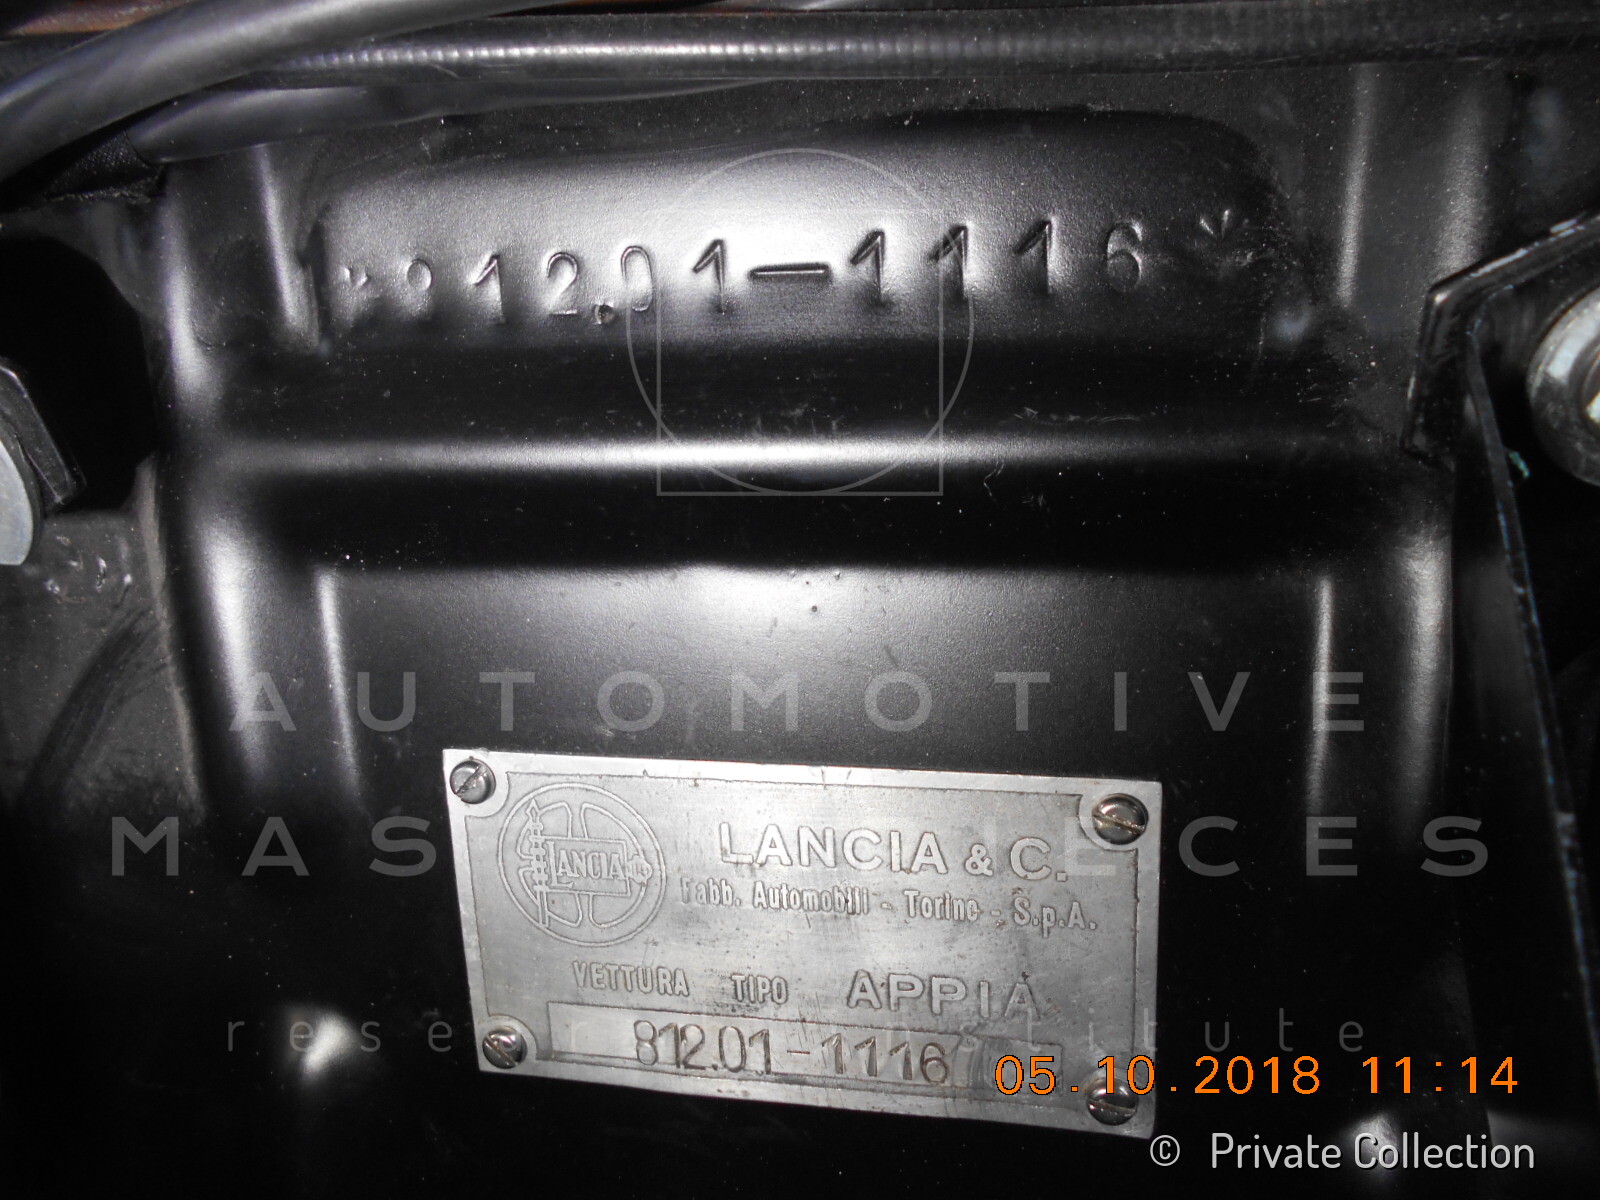 *812.01-1116*
AUTOMOTIVE
MAS
ECES
LANCIA
LANCIA & C.
Fabb. Automobili - Torino - S.p.A.
VETTURA TIPO APPIA
812.01-1116
05.10.2018 11:14
© Private Collection